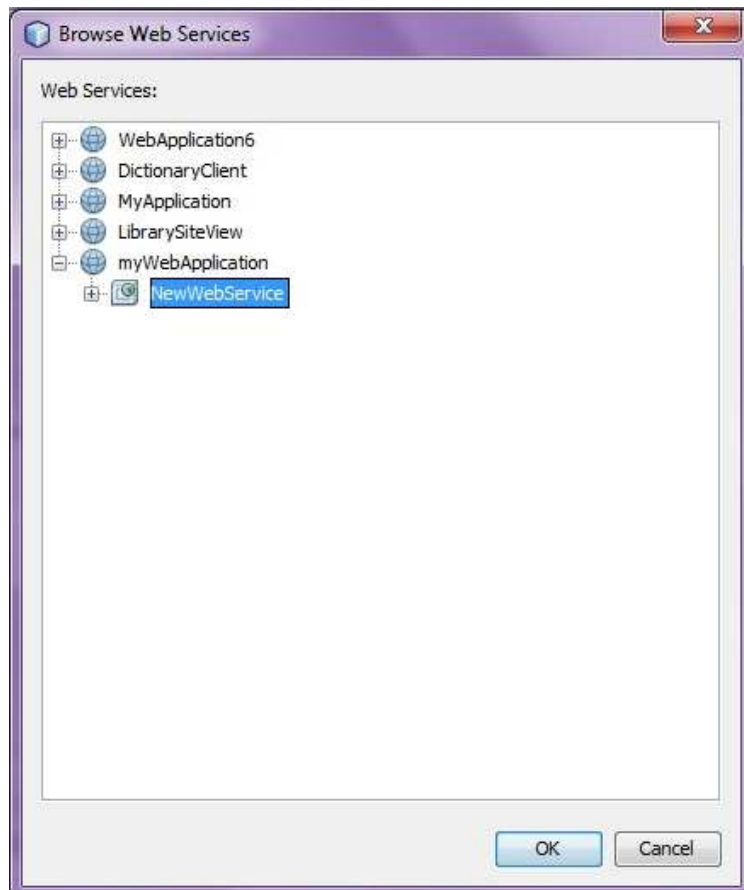 Browse Web Services
Web Services:
WebApplication6
DictionaryClient
MyApplication
LibrarySiteView
myWebApplication
NewWebService
OK Cancel